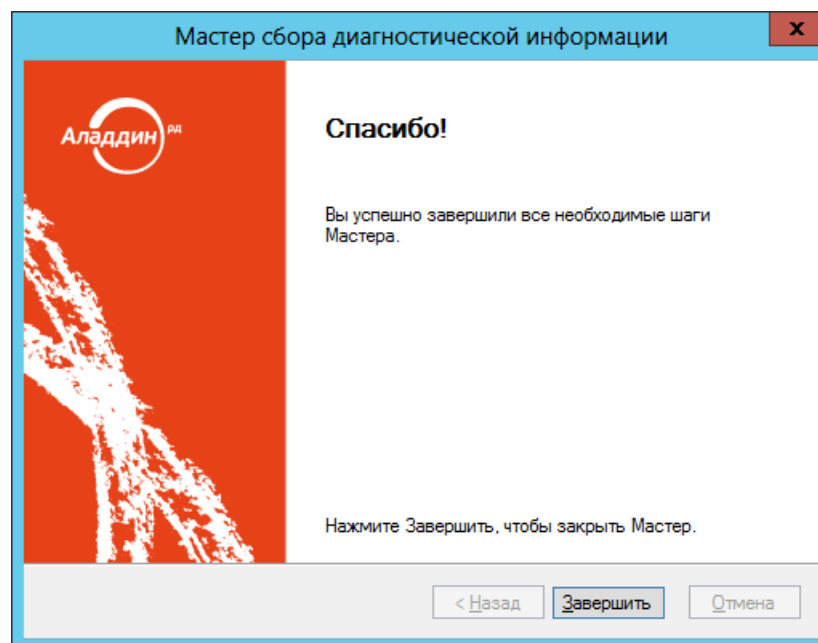 Мастер сбора диагностической информации
x
Аладдин РД
Спасибо!
Вы успешно завершили все необходимые шаги
Мастера.
Нажмите Завершить, чтобы закрыть Мастер.
< Назад Завершить Отмена